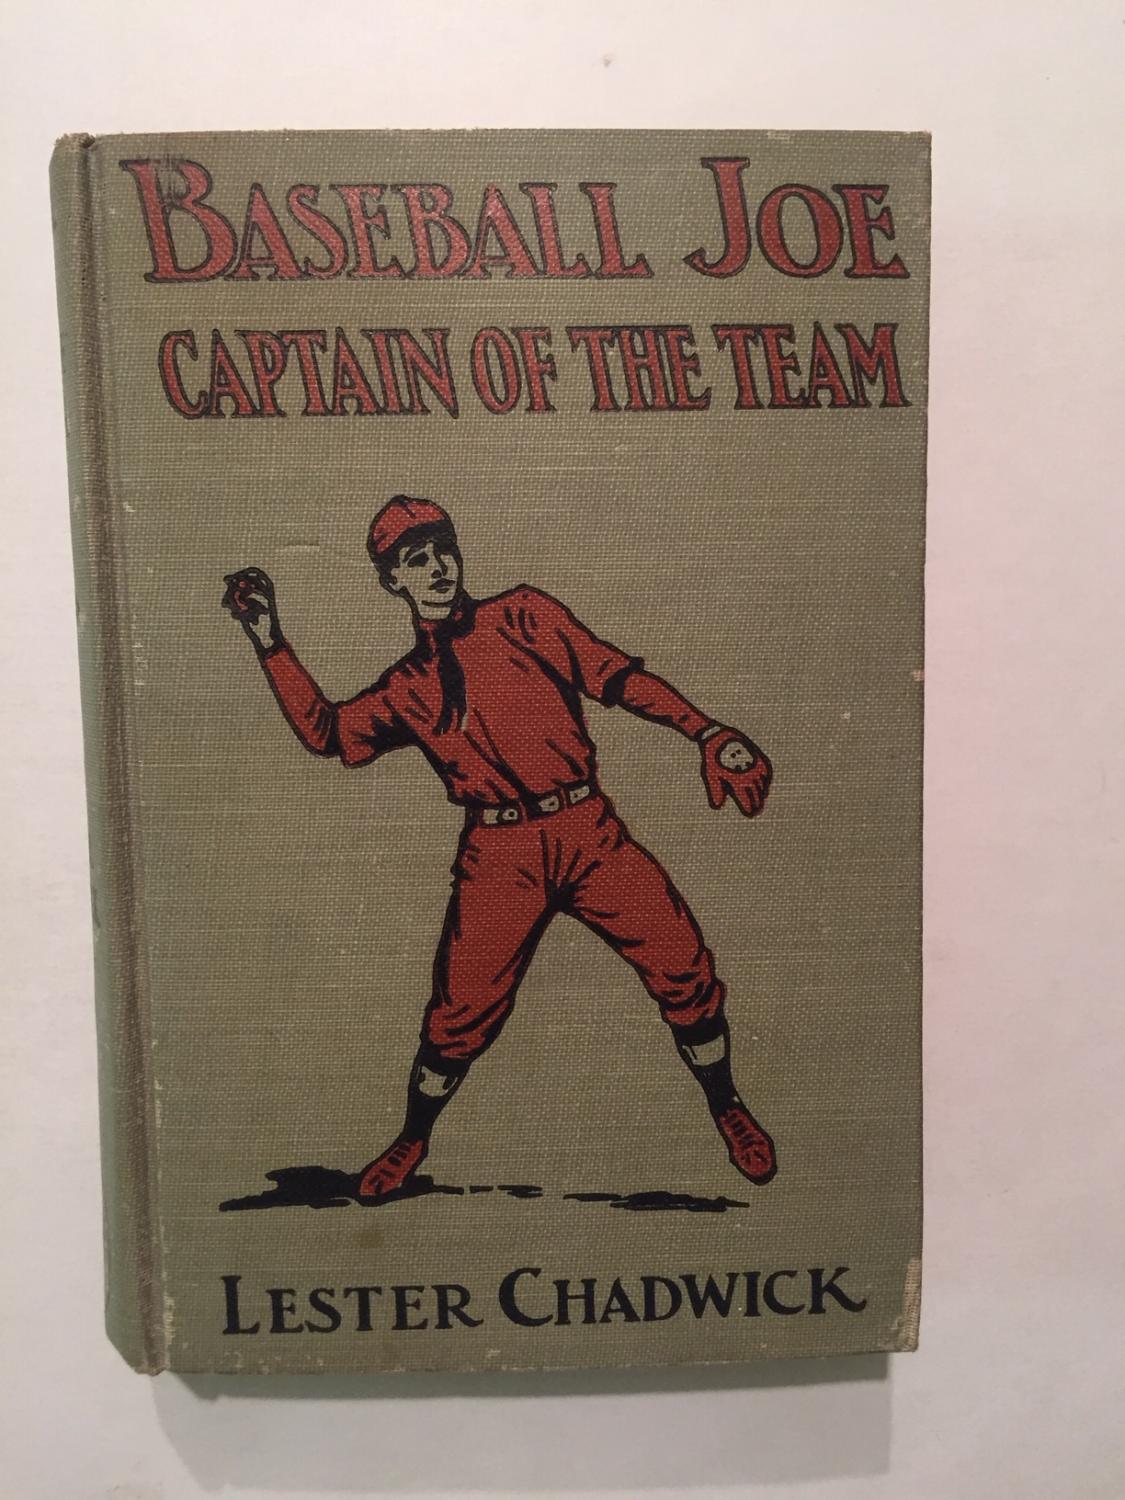 BASEBALL JOE
CAPTAIN OF THE TEAM
LESTER CHADWICK